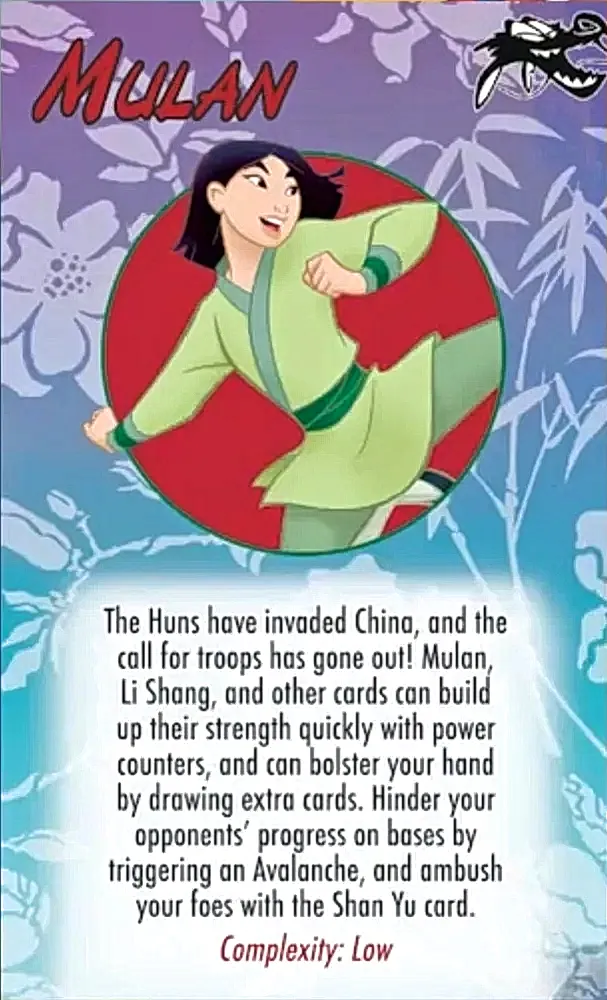 MULAN
The Huns have invaded China, and the
call for troops has gone out! Mulan,
Li Shang, and other cards can build
up their strength quickly with power
counters, and can bolster your hand
by drawing extra cards. Hinder your
opponents' progress on bases by
triggering an Avalanche, and ambush
your foes with the Shan Yu card.
Complexity: Low